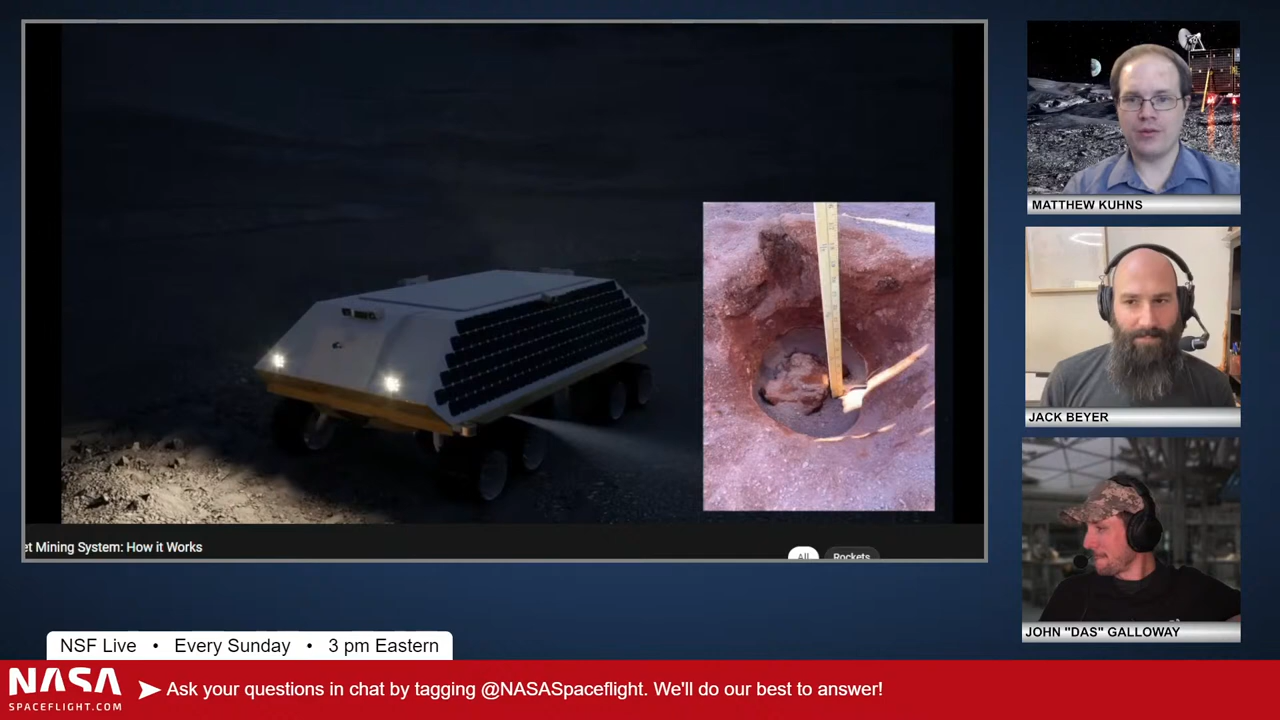 MATTHEW KUHNS
JACK BEYER
JOHN "DAS" GALLOWAY
et Mining System: How it Works
All
Rockets
NSF Live • Every Sunday • 3 pm Eastern
NASA
SPACEFLIGHT.COM
Ask your questions in chat by tagging @NASASpaceflight. We'll do our best to answer!